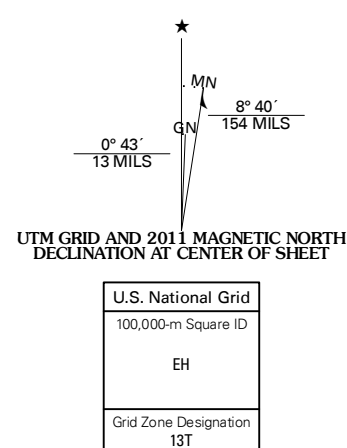 MN
8° 40´
154 MILS
GN
0° 43´
13 MILS
UTM GRID AND 2011 MAGNETIC NORTH
DECLINATION AT CENTER OF SHEET
U.S. National Grid
100,000-m Square ID
EH
Grid Zone Designation
13T